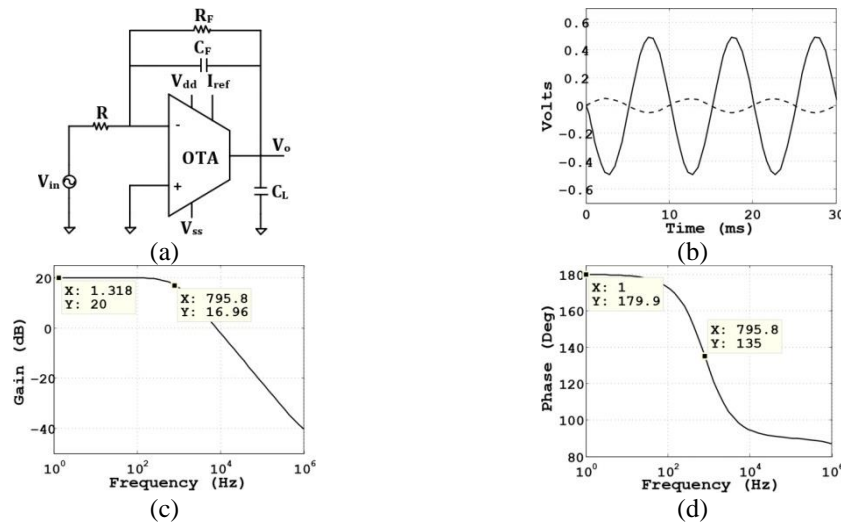 R_F
C_F
V_dd I_ref
R
-
OTA
V_o
V_in
+
C_L
V_ss
(a)
0.6
0.4
0.2
0
-0.2
-0.4
-0.6
Volts
0 10 20 30
Time (ms)
(b)
20
0
-20
-40
Gain (dB)
X: 1.318
Y: 20
X: 795.8
Y: 16.96
10^0 10^2 10^4 10^6
Frequency (Hz)
(c)
180
160
140
120
100
80
Phase (Deg)
X: 1
Y: 179.9
X: 795.8
Y: 135
10^0 10^2 10^4 10^6
Frequency (Hz)
(d)